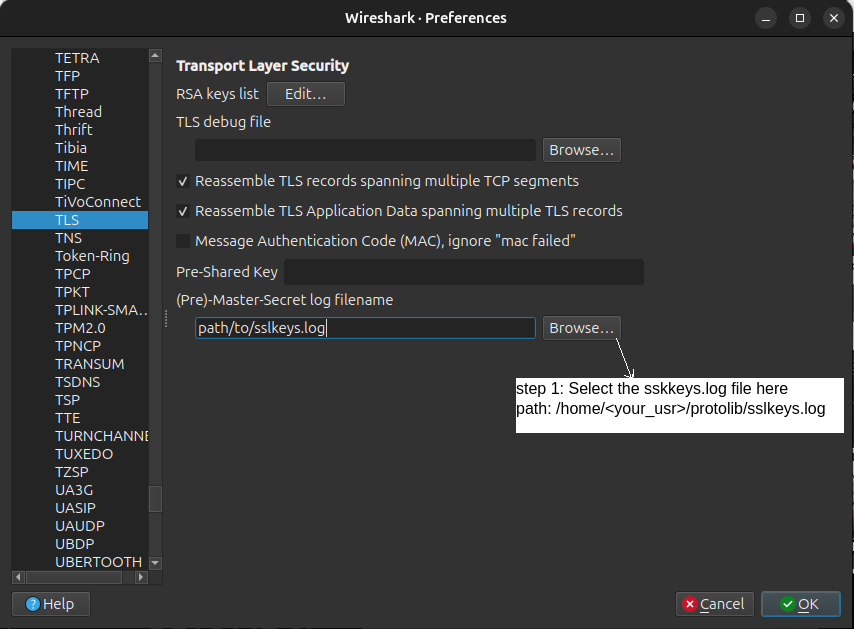 Wireshark · Preferences
TETRA
TFP
TFTP
Thread
Thrift
Tibia
TIME
TIPC
TiVoConnect
TLS
TNS
Token-Ring
TPCP
TPKT
TPLINK-SMA…
TPM2.0
TPNCP
TRANSUM
TSDNS
TSP
TTE
TURNCHANNE
TUXEDO
TZSP
UA3G
UASIP
UAUDP
UBDP
UBERTOOTH
Transport Layer Security
RSA keys list Edit…
TLS debug file
Browse…
Reassemble TLS records spanning multiple TCP segments
Reassemble TLS Application Data spanning multiple TLS records
Message Authentication Code (MAC), ignore "mac failed"
Pre-Shared Key
(Pre)-Master-Secret log filename
path/to/sslkeys.log Browse…
step 1: Select the sskkeys.log file here
path: /home/<your_usr>/protolib/sslkeys.log
Help Cancel OK